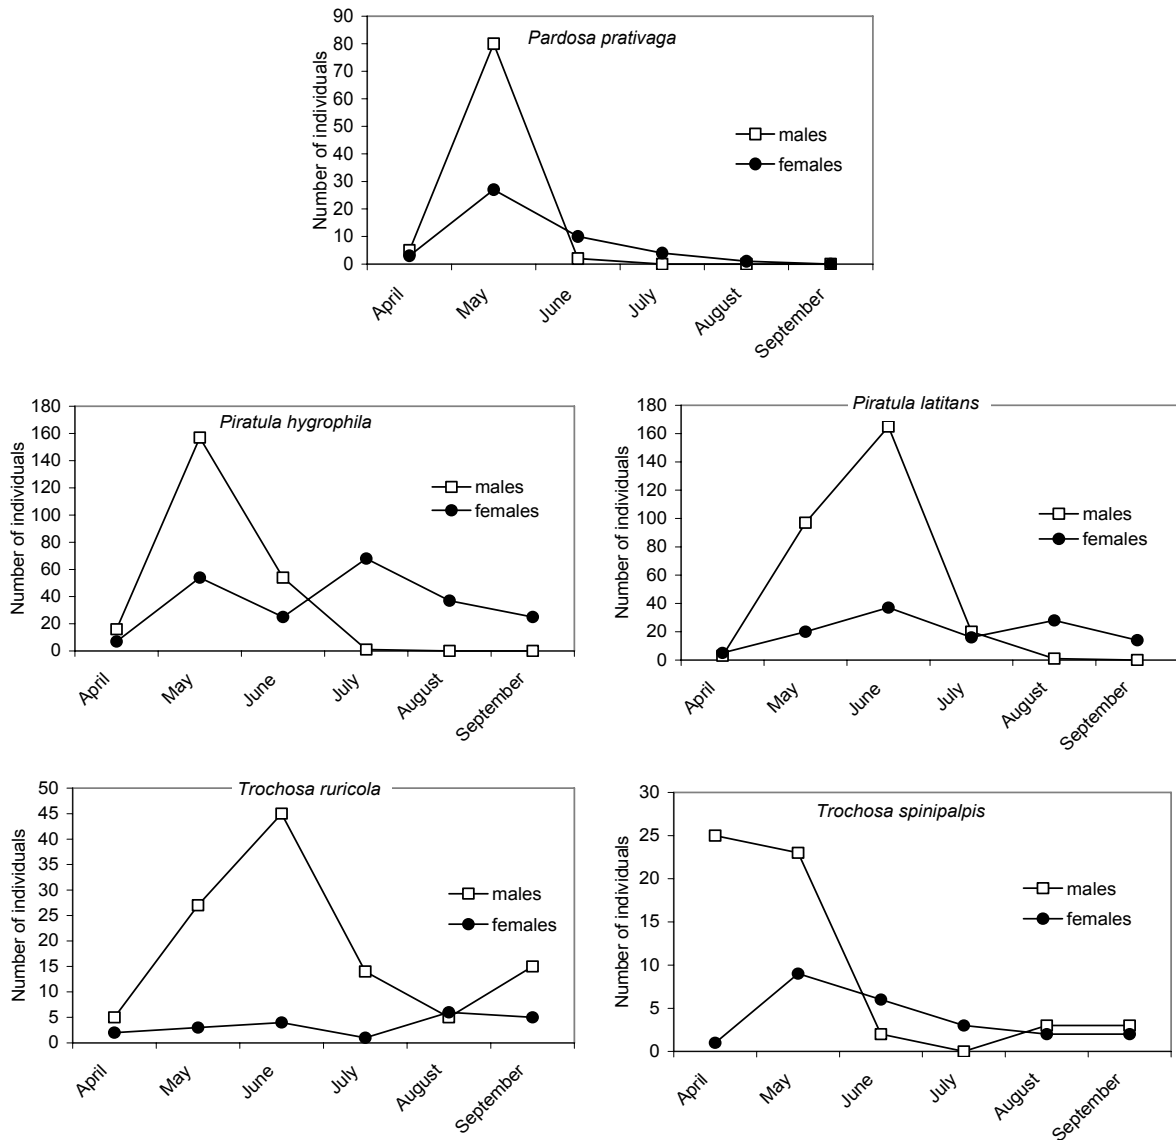 Pardosa prativaga
Number of individuals
90
80
70
60
50
40
30
20
10
0
males
females
April
May
June
July
August
September
Piratula hygrophila
Number of individuals
180
160
140
120
100
80
60
40
20
0
males
females
April
May
June
July
August
September
Piratula latitans
Number of individuals
180
160
140
120
100
80
60
40
20
0
males
females
April
May
June
July
August
September
Trochosa ruricola
Number of individuals
50
45
40
35
30
25
20
15
10
5
0
males
females
April
May
June
July
August
September
Trochosa spinipalpis
Number of individuals
30
25
20
15
10
5
0
males
females
April
May
June
July
August
September